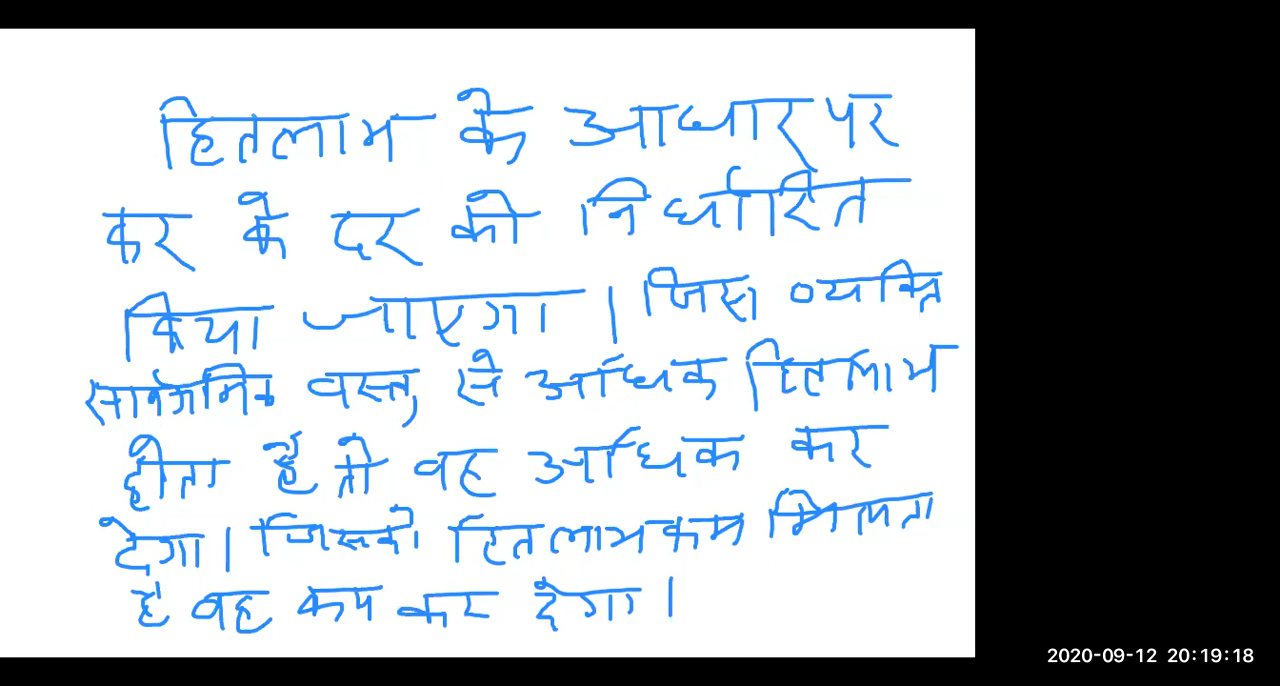 हितलाभ के आधार पर
कर के दर को निर्धारित
किया जाएगा। जिस व्यक्ति
सार्वजनिक वस्तु से अधिक हितलाभ
होता है तो वह अधिक कर
देगा। जिसको हितलाभ कम मिलता
है वह कम कर देगा।
2020-09-12 20:19:18